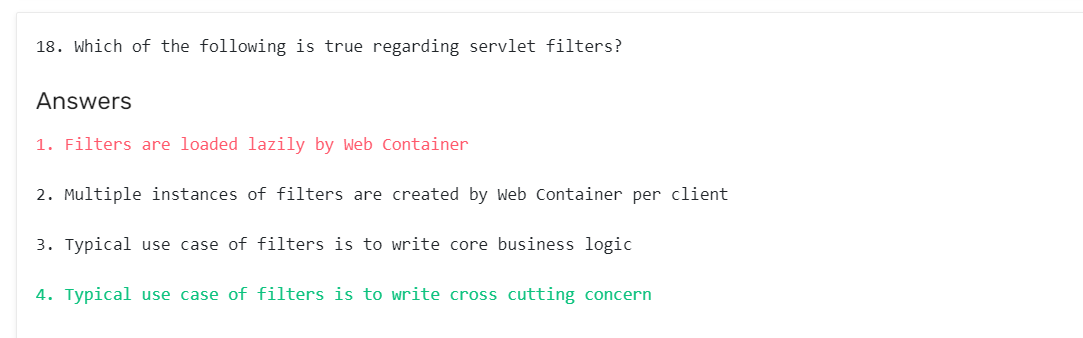 18. Which of the following is true regarding servlet filters?
Answers
1. Filters are loaded lazily by Web Container
2. Multiple instances of filters are created by Web Container per client
3. Typical use case of filters is to write core business logic
4. Typical use case of filters is to write cross cutting concern